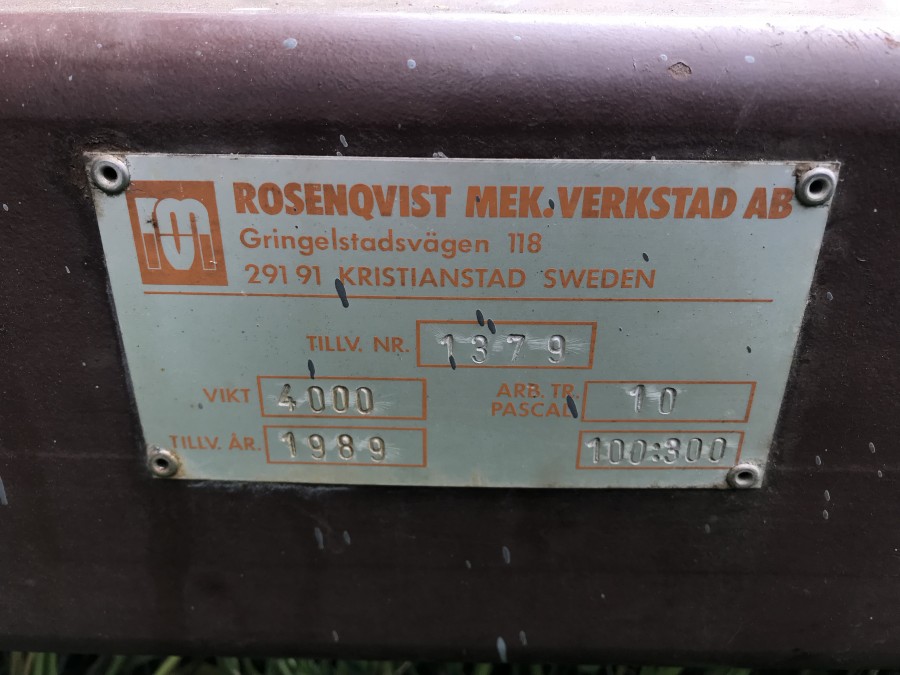 ROSENQVIST MEK. VERKSTAD AB
Gringelstadsvägen 118
291 91 KRISTIANSTAD SWEDEN
TILLV. NR. 1379
VIKT 4000 ARB. TR. PASCAL 10
TILLV. ÅR. 1989 100:300